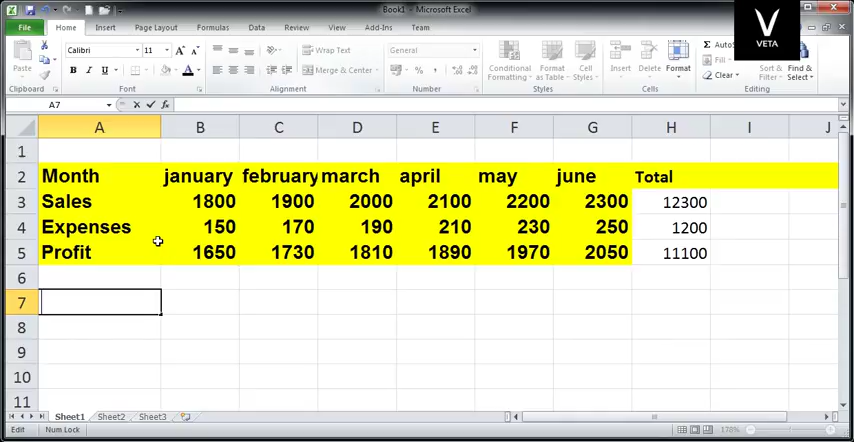 Book1 - Microsoft Excel
VETA
File Home Insert Page Layout Formulas Data Review View Add-Ins Team
Calibri 11 A A Wrap Text General
Paste B I U A Merge & Center $ % , Conditional Formatting Format as Table Cell Styles Insert Delete Format Σ Fill Clear Sort & Filter Find & Select
Clipboard Font Alignment Number Styles Cells Editing
A7 fx
A B C D E F G H I J
1
2 Month january february march april may june Total
3 Sales 1800 1900 2000 2100 2200 2300 12300
4 Expenses 150 170 190 210 230 250 1200
5 Profit 1650 1730 1810 1890 1970 2050 11100
6
7
8
9
10
11
Sheet1 Sheet2 Sheet3
Edit Num Lock 178%